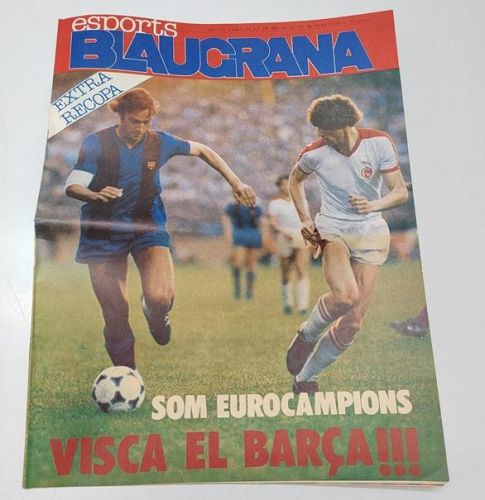 esports
BLAUGRANA
EXTRA
RECOPA
SOM EUROCAMPIONS
VISCA EL BARÇA!!!